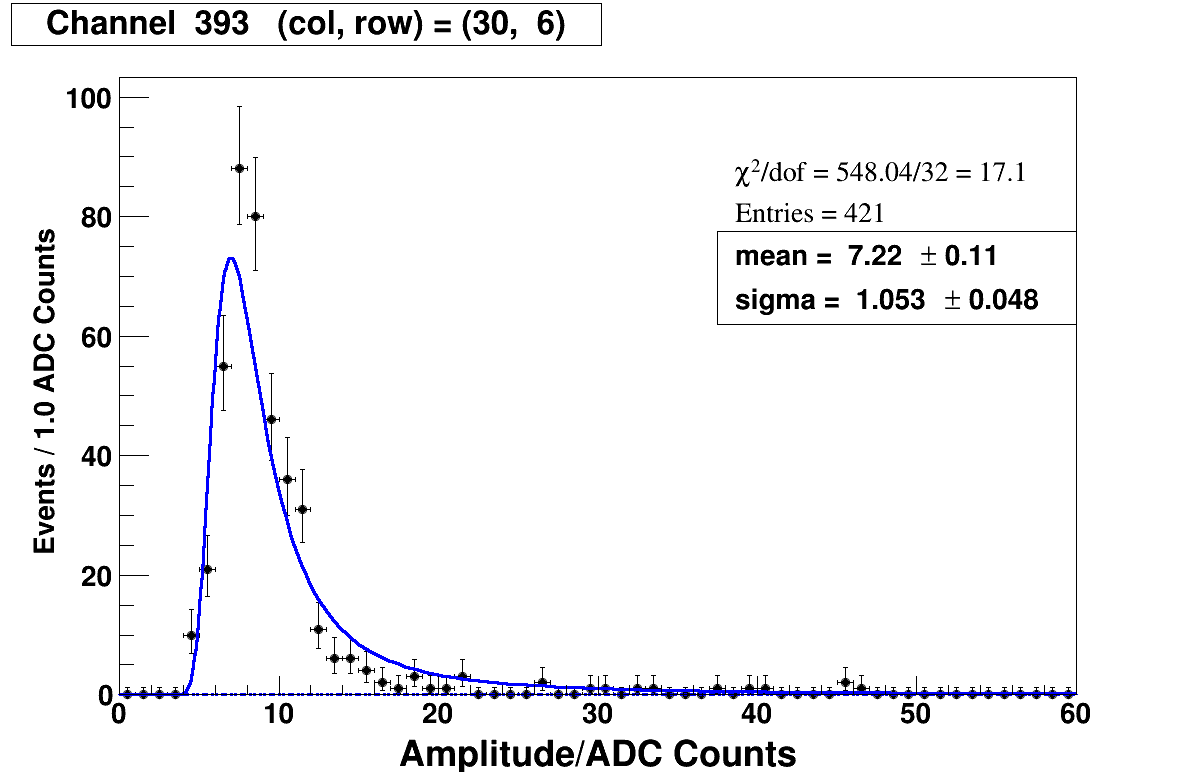 Channel 393 (col, row) = (30, 6)
100
80
60
40
20
0
Events / 1.0 ADC Counts
χ²/dof = 548.04/32 = 17.1
Entries = 421
mean = 7.22 ± 0.11
sigma = 1.053 ± 0.048
0 10 20 30 40 50 60
Amplitude/ADC Counts